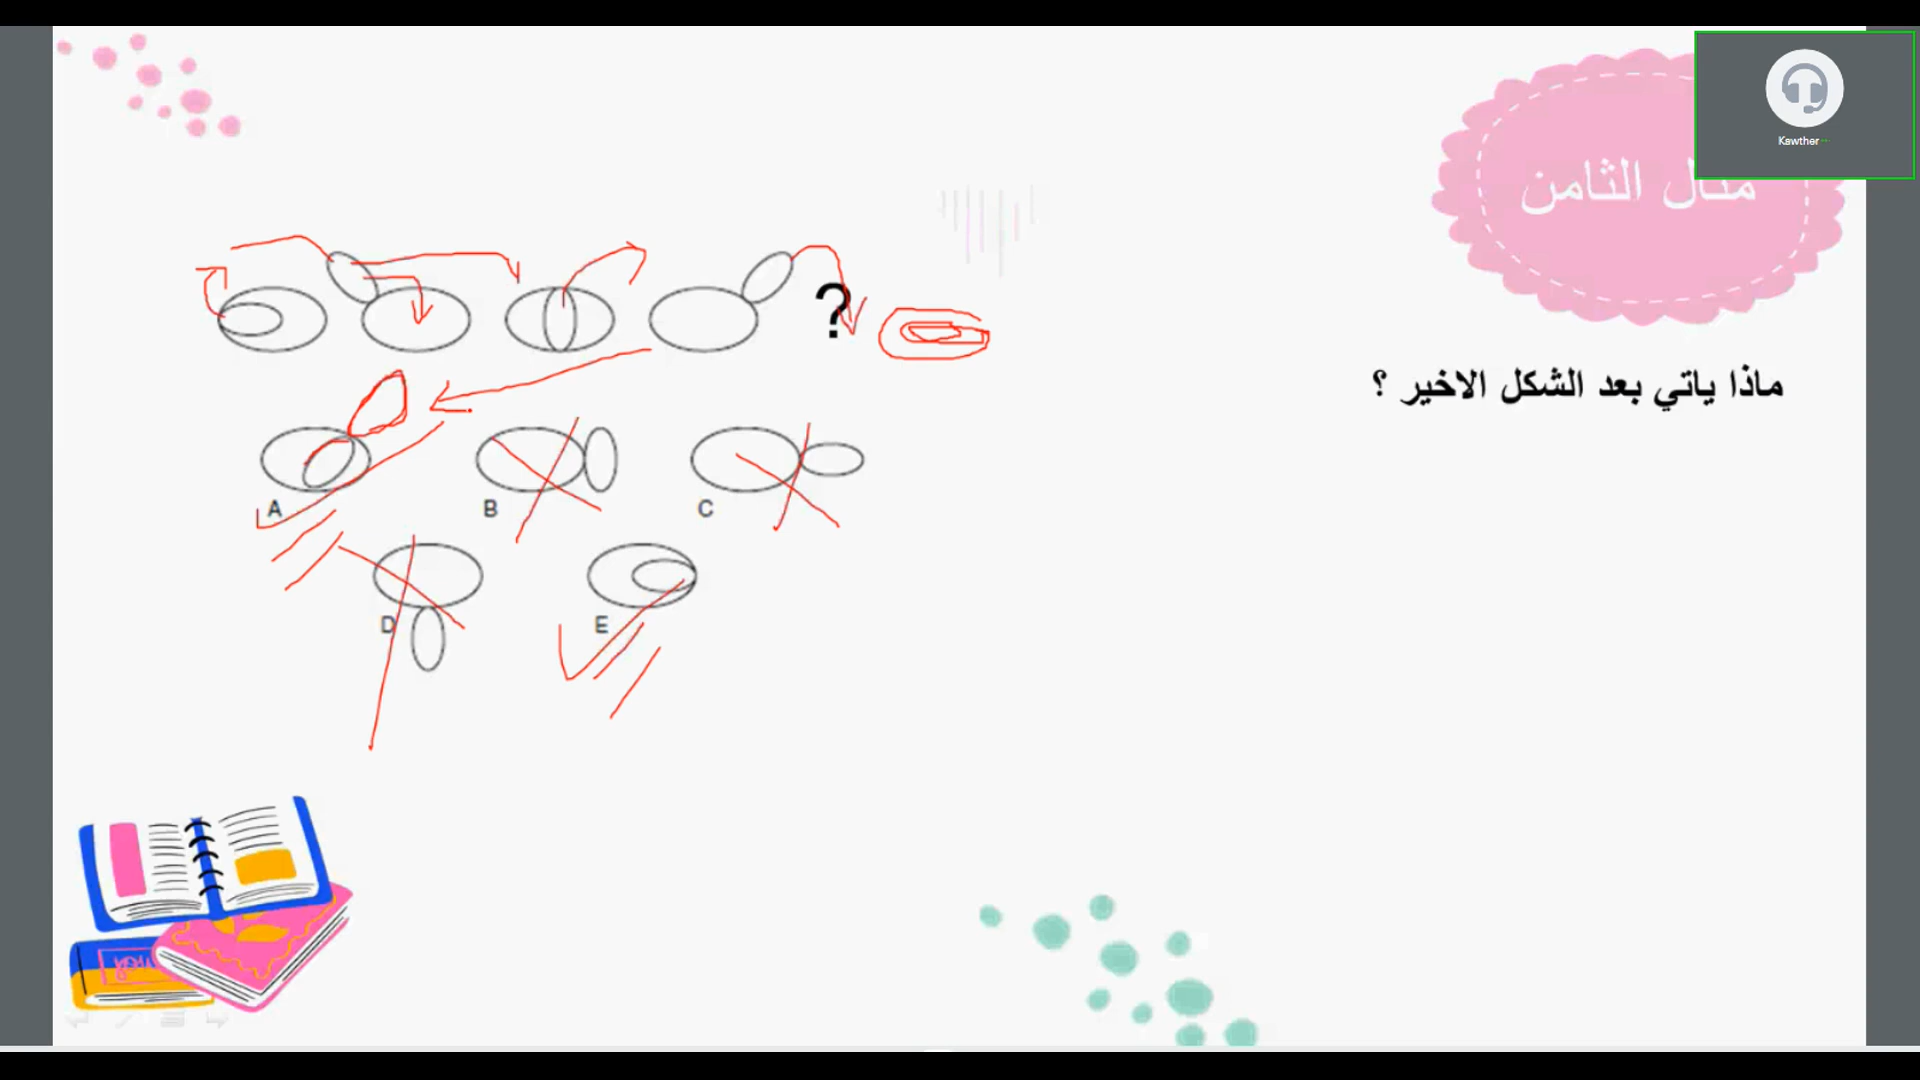 Kawther
مثال الثامن
ماذا ياتي بعد الشكل الاخير ؟
?
A
B
C
D
E